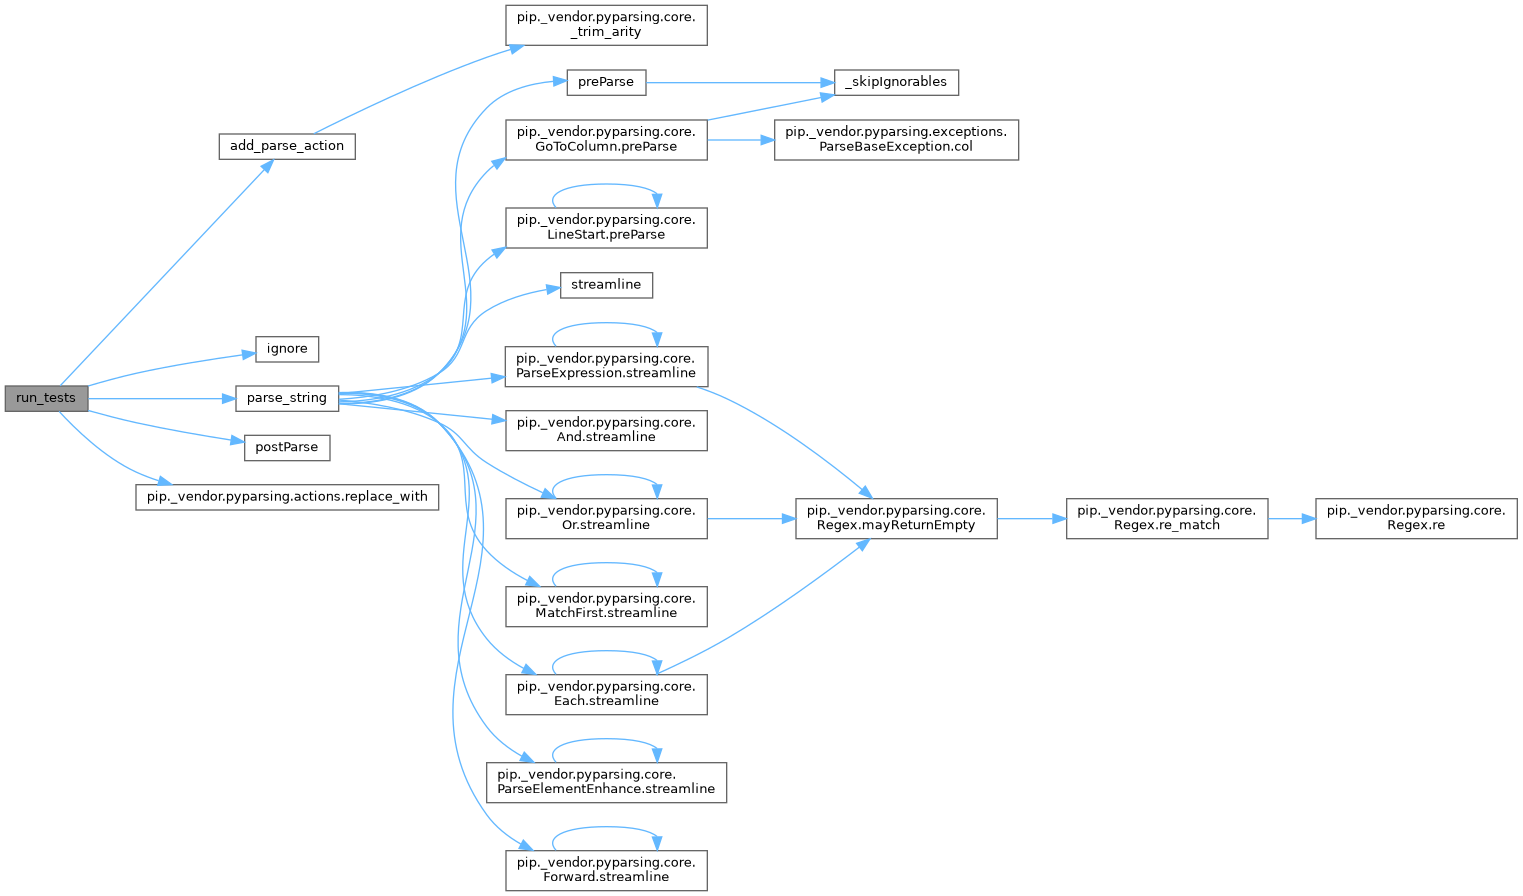 run_tests
add_parse_action
ignore
parse_string
postParse
pip._vendor.pyparsing.actions.replace_with
pip._vendor.pyparsing.core.
_trim_arity
preParse
pip._vendor.pyparsing.core.
GoToColumn.preParse
pip._vendor.pyparsing.core.
LineStart.preParse
streamline
pip._vendor.pyparsing.core.
ParseExpression.streamline
pip._vendor.pyparsing.core.
And.streamline
pip._vendor.pyparsing.core.
Or.streamline
pip._vendor.pyparsing.core.
MatchFirst.streamline
pip._vendor.pyparsing.core.
Each.streamline
pip._vendor.pyparsing.core.
ParseElementEnhance.streamline
pip._vendor.pyparsing.core.
Forward.streamline
_skipIgnorables
pip._vendor.pyparsing.exceptions.
ParseBaseException.col
pip._vendor.pyparsing.core.
Regex.mayReturnEmpty
pip._vendor.pyparsing.core.
Regex.re_match
pip._vendor.pyparsing.core.
Regex.re